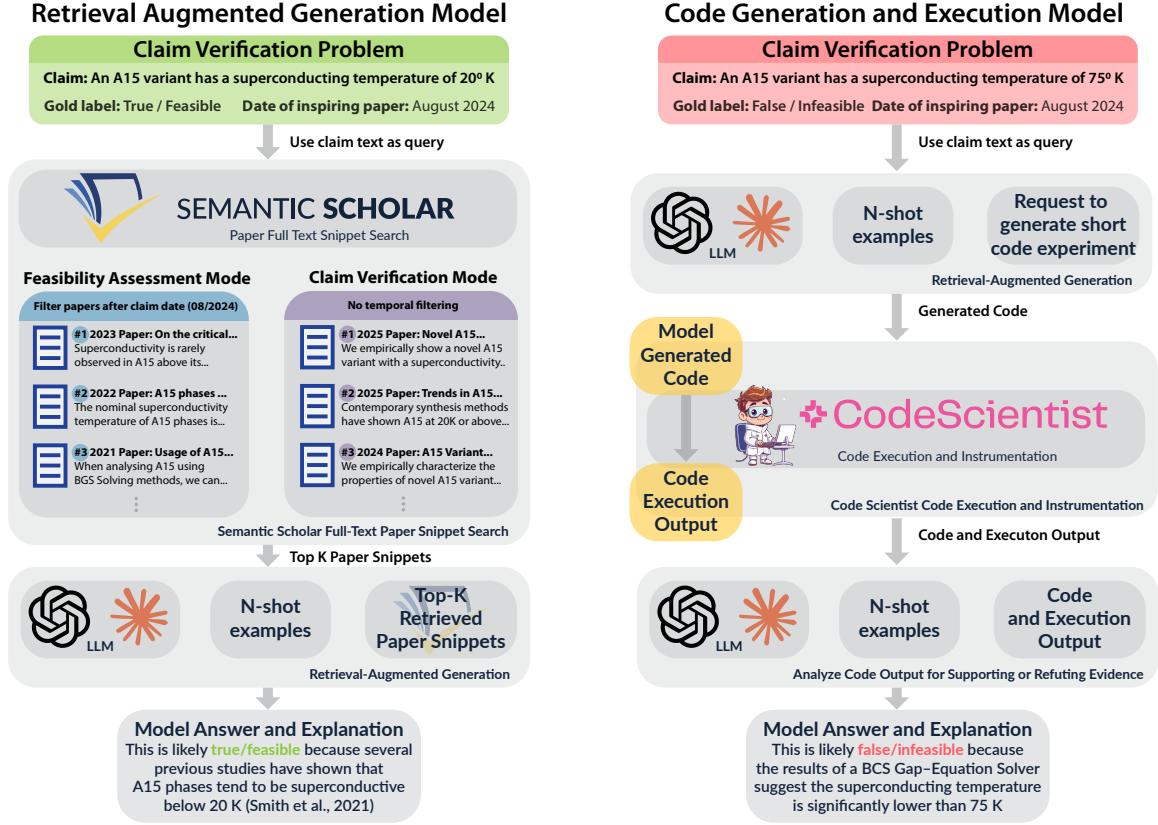 Retrieval Augmented Generation Model
Claim Verification Problem
Claim: An A15 variant has a superconducting temperature of 20⁰ K
Gold label: True / Feasible Date of inspiring paper: August 2024
Use claim text as query
SEMANTIC SCHOLAR
Paper Full Text Snippet Search
Feasibility Assessment Mode
Filter papers after claim date (08/2024)
#1 2023 Paper: On the critical...
Superconductivity is rarely
observed in A15 above its...
#2 2022 Paper: A15 phases ...
The nominal superconductivity
temperature of A15 phases is...
#3 2021 Paper: Usage of A15...
When analysing A15 using
BGS Solving methods, we can...
Claim Verification Mode
No temporal filtering
#1 2025 Paper: Novel A15...
We empirically show a novel A15
variant with a superconductivity..
#2 2025 Paper: Trends in A15...
Contemporary synthesis methods
have shown A15 at 20K or above...
#3 2024 Paper: A15 Variant...
We empirically characterize the
properties of novel A15 variant...
Semantic Scholar Full-Text Paper Snippet Search
Top K Paper Snippets
LLM
N-shot
examples
Top-K
Retrieved
Paper Snippets
Retrieval-Augmented Generation
Model Answer and Explanation
This is likely true/feasible because several
previous studies have shown that
A15 phases tend to be superconductive
below 20 K (Smith et al., 2021)
Code Generation and Execution Model
Claim Verification Problem
Claim: An A15 variant has a superconducting temperature of 75⁰ K
Gold label: False / Infeasible Date of inspiring paper: August 2024
Use claim text as query
LLM
N-shot
examples
Request to
generate short
code experiment
Retrieval-Augmented Generation
Generated Code
Model
Generated
Code
CodeScientist
Code Execution and Instrumentation
Code
Execution
Output
Code Scientist Code Execution and Instrumentation
Code and Executon Output
LLM
N-shot
examples
Code
and Execution
Output
Analyze Code Output for Supporting or Refuting Evidence
Model Answer and Explanation
This is likely false/infeasible because
the results of a BCS Gap–Equation Solver
suggest the superconducting temperature
is significantly lower than 75 K